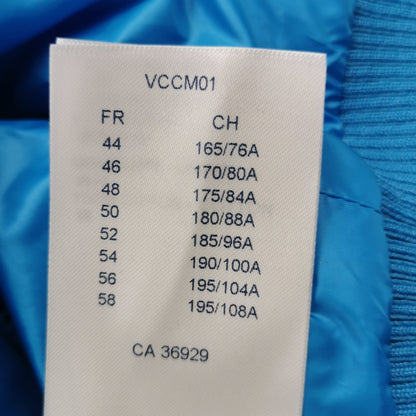 VCCM01
FR CH
44 165/76A
46 170/80A
48 175/84A
50 180/88A
52 185/96A
54 190/100A
56 195/104A
58 195/108A
CA 36929